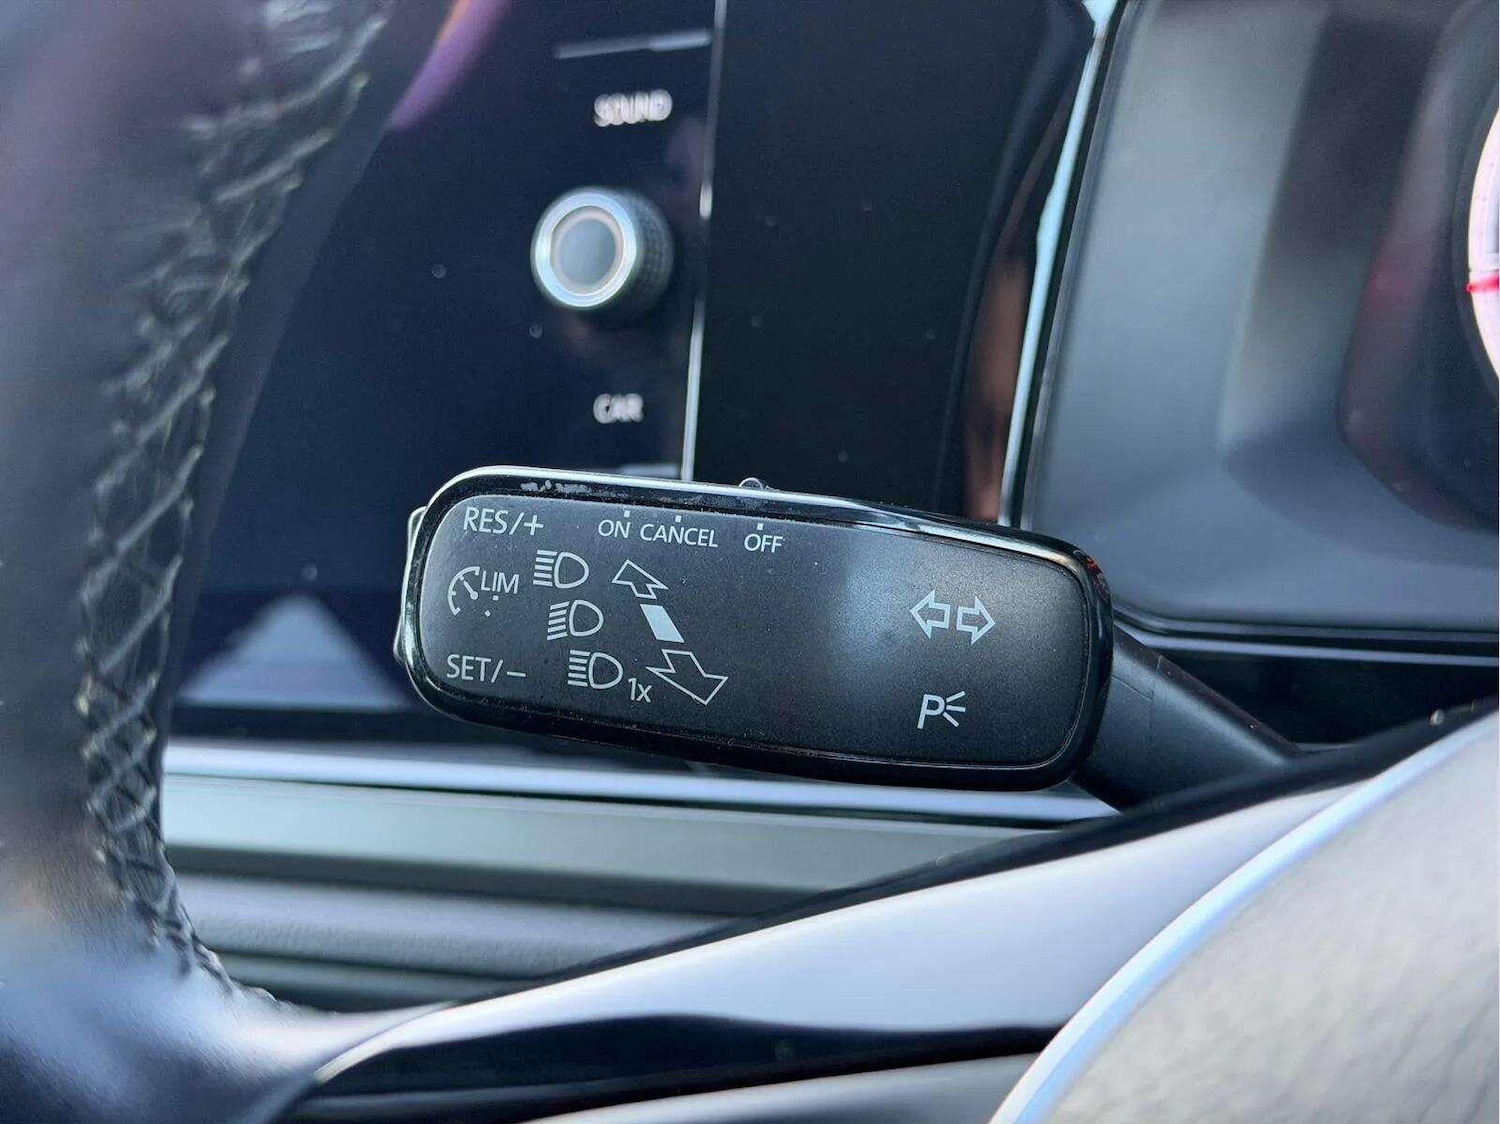 SOUND
CAR
RES/+
ON CANCEL OFF
LIM
SET/−
1x
P